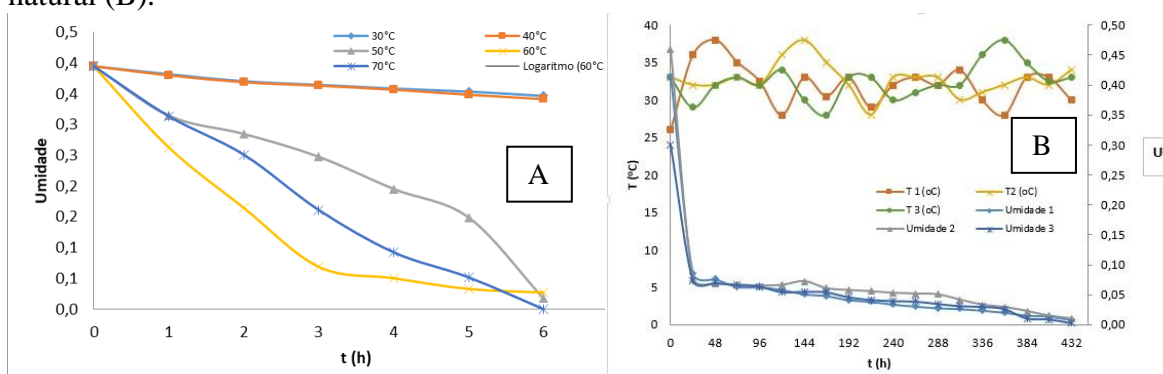 natural (B).
0,5
0,4
0,4
0,3
0,3
0,2
0,2
0,1
0,1
0,0
Umidade
0 1 2 3 4 5 6
t (h)
30°C 40°C
50°C 60°C
70°C Logaritmo (60°C
A
40
35
30
25
20
15
10
5
0
T (°C)
0 48 96 144 192 240 288 336 384 432
t (h)
0,50
0,45
0,40
0,35
0,30
0,25
0,20
0,15
0,10
0,05
0,00
U
T 1 (oC) T2 (oC)
T 3 (oC) Umidade 1
Umidade 2 Umidade 3
B